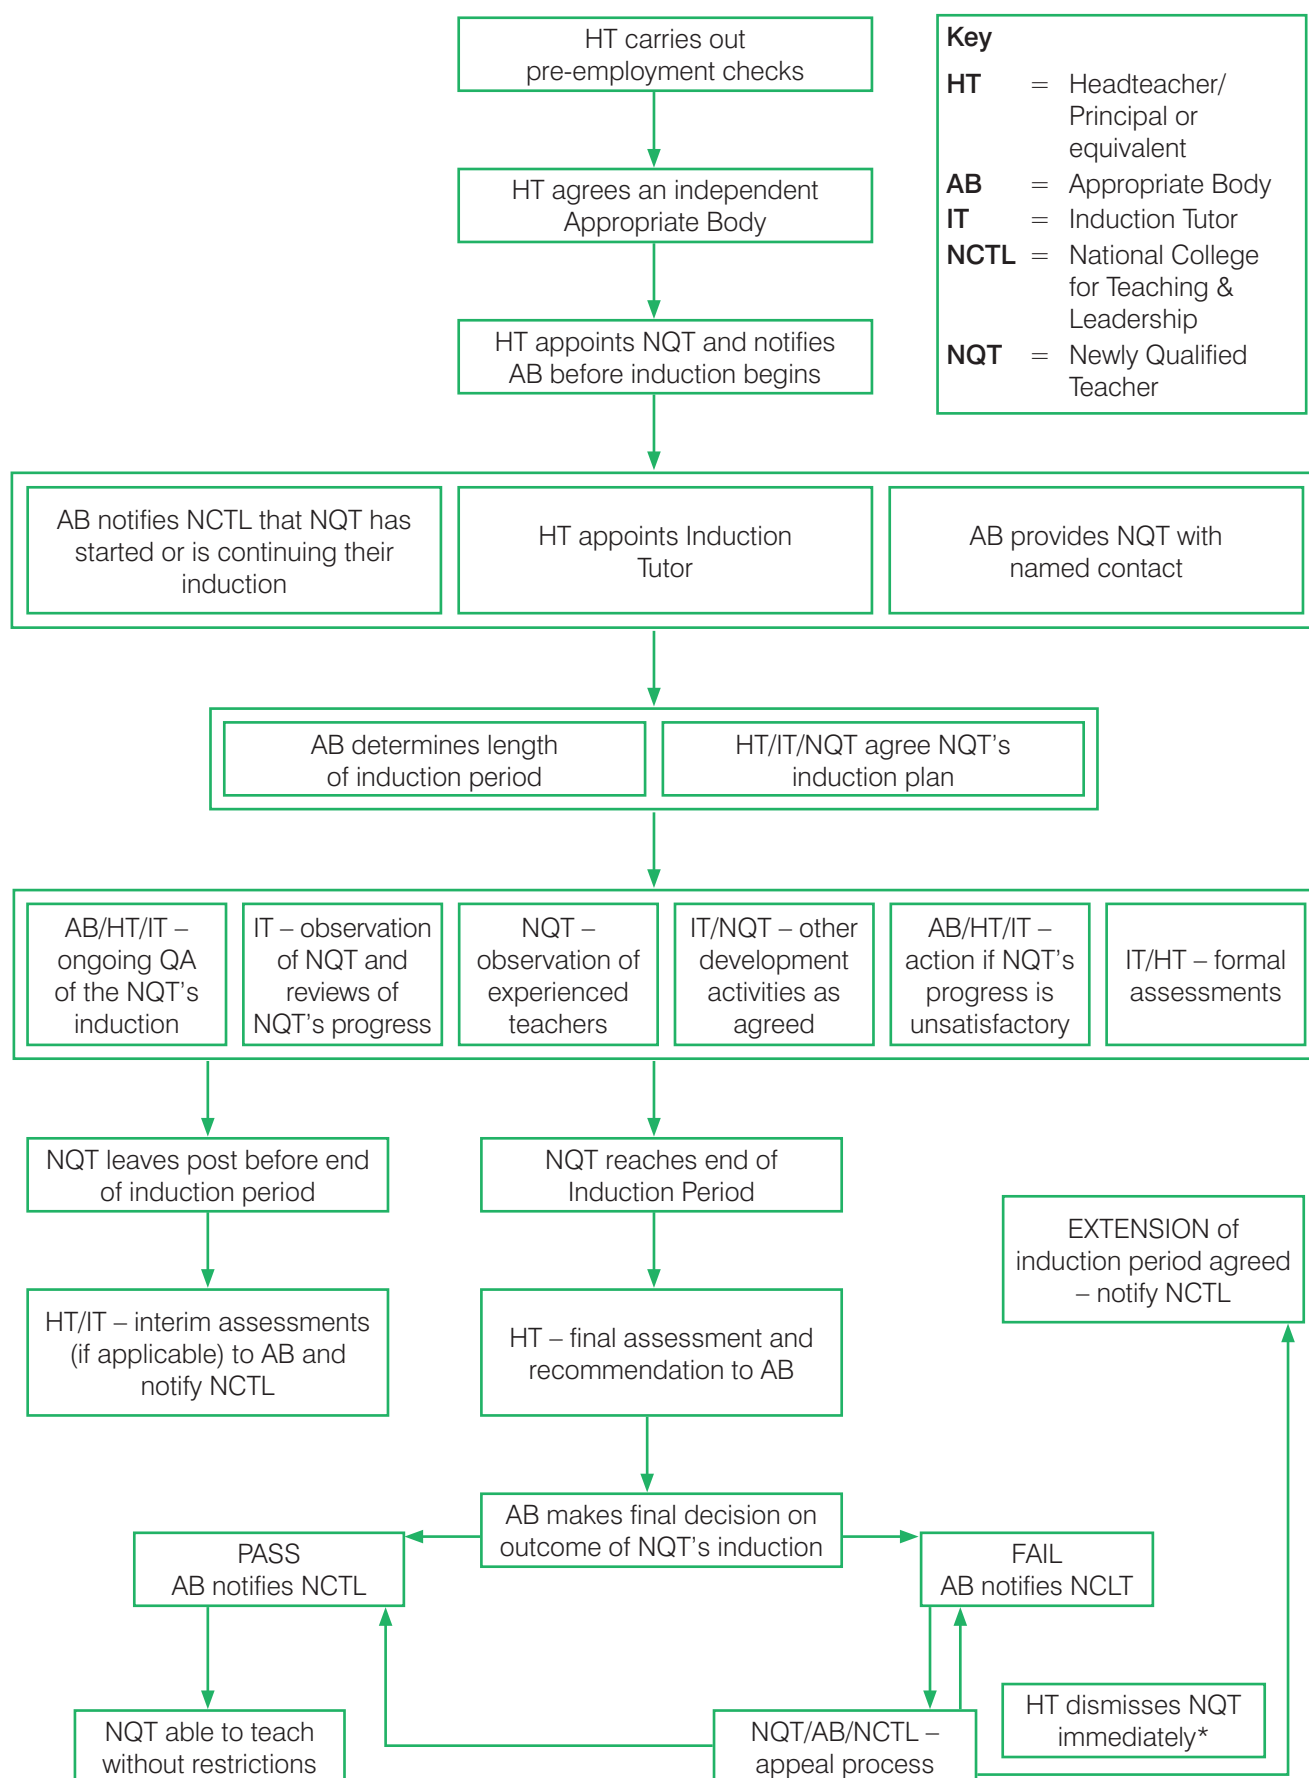 HT carries out
pre-employment checks
Key
HT = Headteacher/
Principal or
equivalent
AB = Appropriate Body
IT = Induction Tutor
NCTL = National College
for Teaching &
Leadership
NQT = Newly Qualified
Teacher
HT agrees an independent
Appropriate Body
HT appoints NQT and notifies
AB before induction begins
AB notifies NCTL that NQT has
started or is continuing their
induction
HT appoints Induction
Tutor
AB provides NQT with
named contact
AB determines length
of induction period
HT/IT/NQT agree NQT's
induction plan
AB/HT/IT –
ongoing QA
of the NQT's
induction
IT – observation
of NQT and
reviews of
NQT's progress
NQT –
observation of
experienced
teachers
IT/NQT – other
development
activities as
agreed
AB/HT/IT –
action if NQT's
progress is
unsatisfactory
IT/HT – formal
assessments
NQT leaves post before end
of induction period
NQT reaches end of
Induction Period
EXTENSION of
induction period agreed
– notify NCTL
HT/IT – interim assessments
(if applicable) to AB and
notify NCTL
HT – final assessment and
recommendation to AB
AB makes final decision on
outcome of NQT's induction
PASS
AB notifies NCTL
FAIL
AB notifies NCLT
NQT able to teach
without restrictions
NQT/AB/NCTL –
appeal process
HT dismisses NQT
immediately*